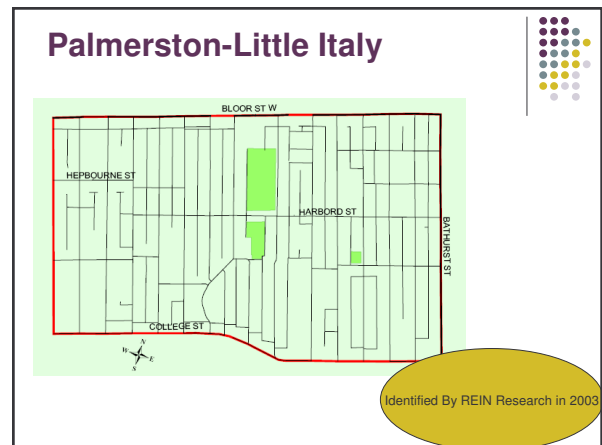 Palmerston-Little Italy
BLOOR ST W
HEPBOURNE ST
HARBORD ST
BATHURST ST
COLLEGE ST
N
W
E
S
Identified By REIN Research in 2003